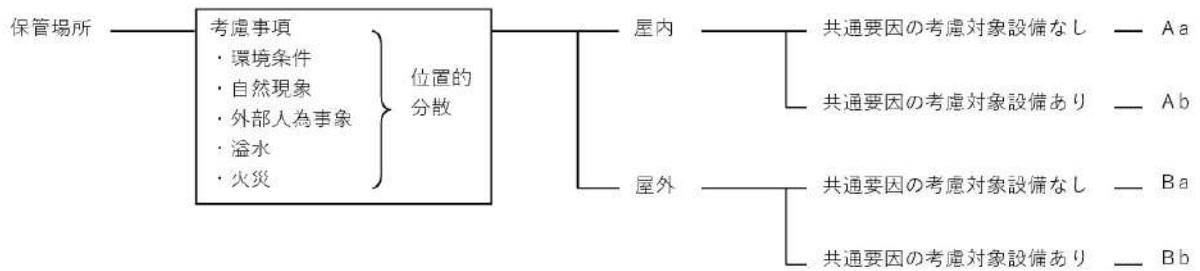 保管場所
考慮事項
・環境条件
・自然現象
・外部人為事象
・溢水
・火災
位置的
分散
屋内
共通要因の考慮対象設備なし
Aa
共通要因の考慮対象設備あり
Ab
屋外
共通要因の考慮対象設備なし
Ba
共通要因の考慮対象設備あり
Bb